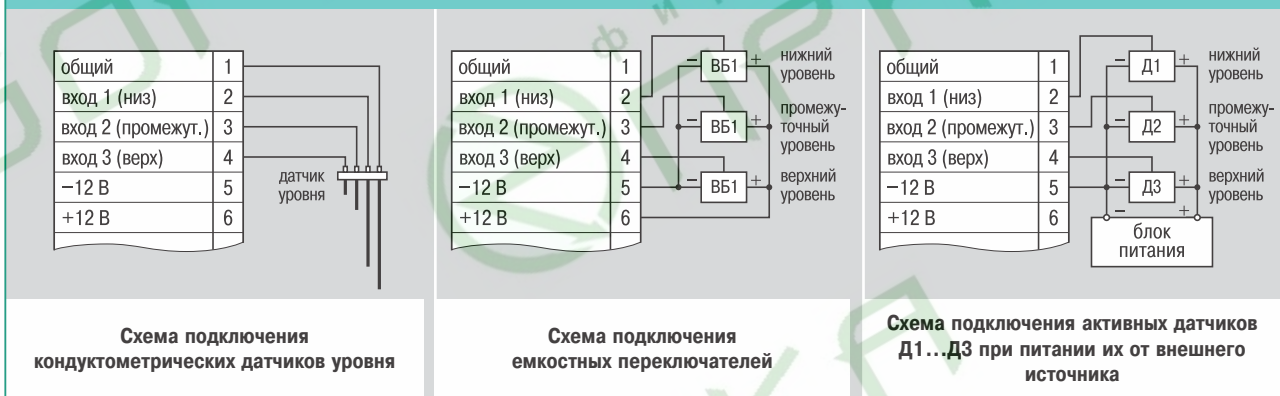 общий 1
вход 1 (низ) 2
вход 2 (промежут.) 3
вход 3 (верх) 4
−12 В 5
+12 В 6
датчик
уровня
Схема подключения
кондуктометрических датчиков уровня
общий 1
вход 1 (низ) 2
вход 2 (промежут.) 3
вход 3 (верх) 4
−12 В 5
+12 В 6
− ВБ1 +
нижний
уровень
− ВБ1 +
промежу-
точный
уровень
− ВБ1 +
верхний
уровень
Схема подключения
емкостных переключателей
общий 1
вход 1 (низ) 2
вход 2 (промежут.) 3
вход 3 (верх) 4
−12 В 5
+12 В 6
− Д1 +
нижний
уровень
− Д2 +
промежу-
точный
уровень
− Д3 +
верхний
уровень
− +
блок
питания
Схема подключения активных датчиков
Д1...Д3 при питании их от внешнего
источника